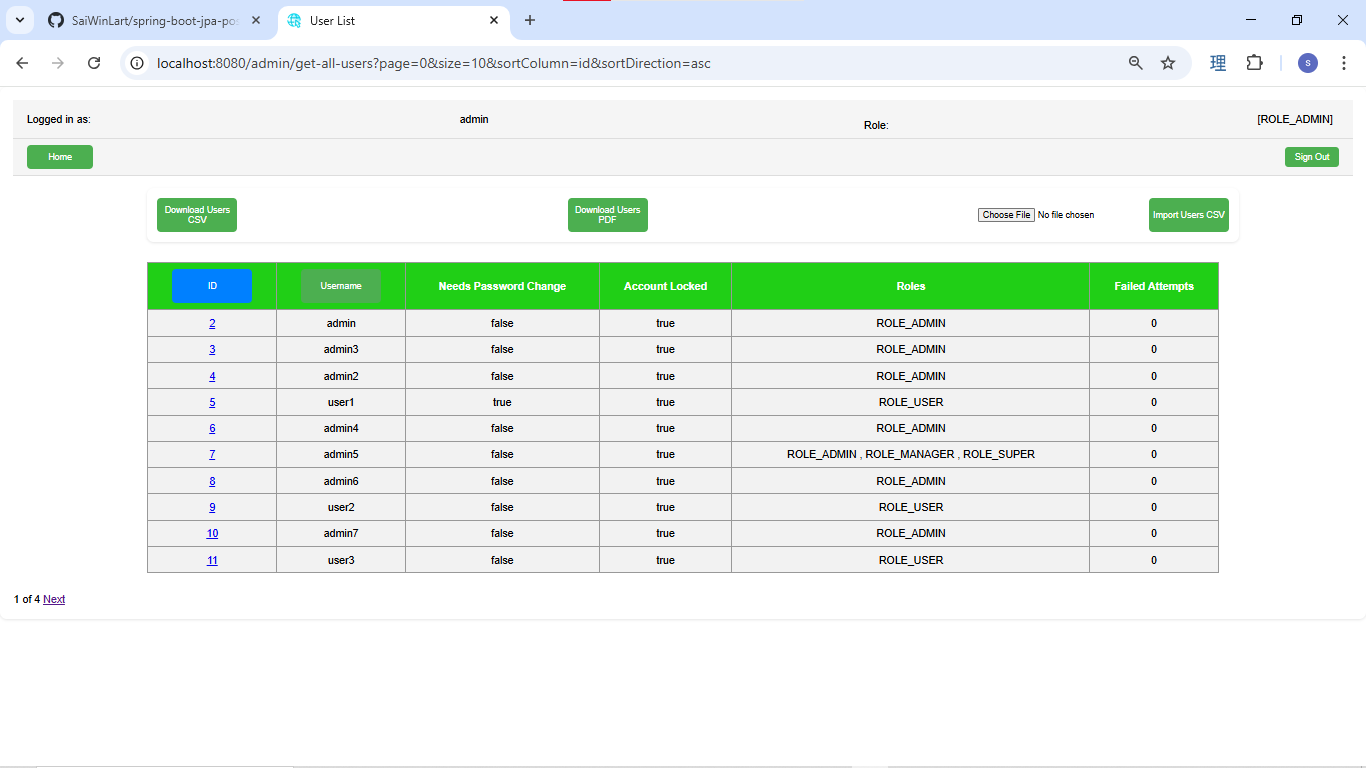 SaiWinLart/spring-boot-jpa-pos
User List
localhost:8080/admin/get-all-users?page=0&size=10&sortColumn=id&sortDirection=asc
理
S
Logged in as: admin Role: [ROLE_ADMIN]
Home Sign Out
Download Users
CSV
Download Users
PDF
Choose File No file chosen
Import Users CSV
ID Username Needs Password Change Account Locked Roles Failed Attempts
2 admin false true ROLE_ADMIN 0
3 admin3 false true ROLE_ADMIN 0
4 admin2 false true ROLE_ADMIN 0
5 user1 true true ROLE_USER 0
6 admin4 false true ROLE_ADMIN 0
7 admin5 false true ROLE_ADMIN , ROLE_MANAGER , ROLE_SUPER 0
8 admin6 false true ROLE_ADMIN 0
9 user2 false true ROLE_USER 0
10 admin7 false true ROLE_ADMIN 0
11 user3 false true ROLE_USER 0
1 of 4 Next